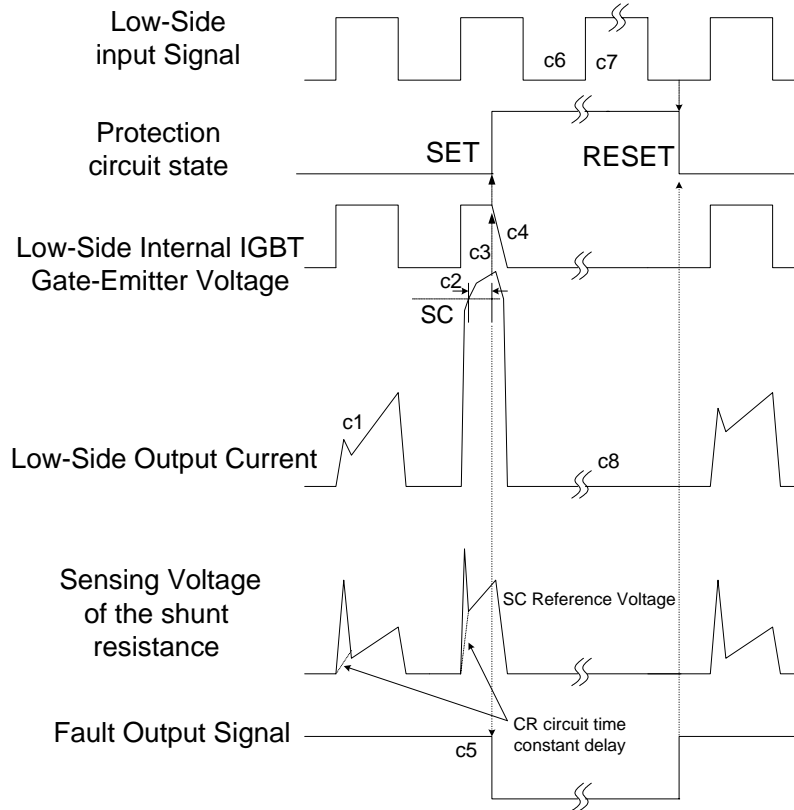 Low-Side
input Signal
c6
c7
Protection
circuit state
SET
RESET
Low-Side Internal IGBT
Gate-Emitter Voltage
c4
c3
c2
SC
c1
Low-Side Output Current
c8
Sensing Voltage
of the shunt
resistance
SC Reference Voltage
Fault Output Signal
CR circuit time
constant delay
c5